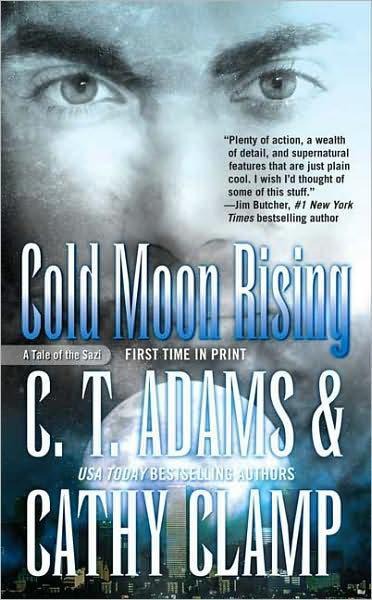 "Plenty of action, a wealth
of detail, and supernatural
features that are just plain
cool. I wish I'd thought of
some of this stuff."
—Jim Butcher, #1 New York
Times bestselling author
Cold Moon Rising
A Tale of the Sazi FIRST TIME IN PRINT
C. T. ADAMS &
USA TODAY BESTSELLING AUTHORS
CATHY CLAMP